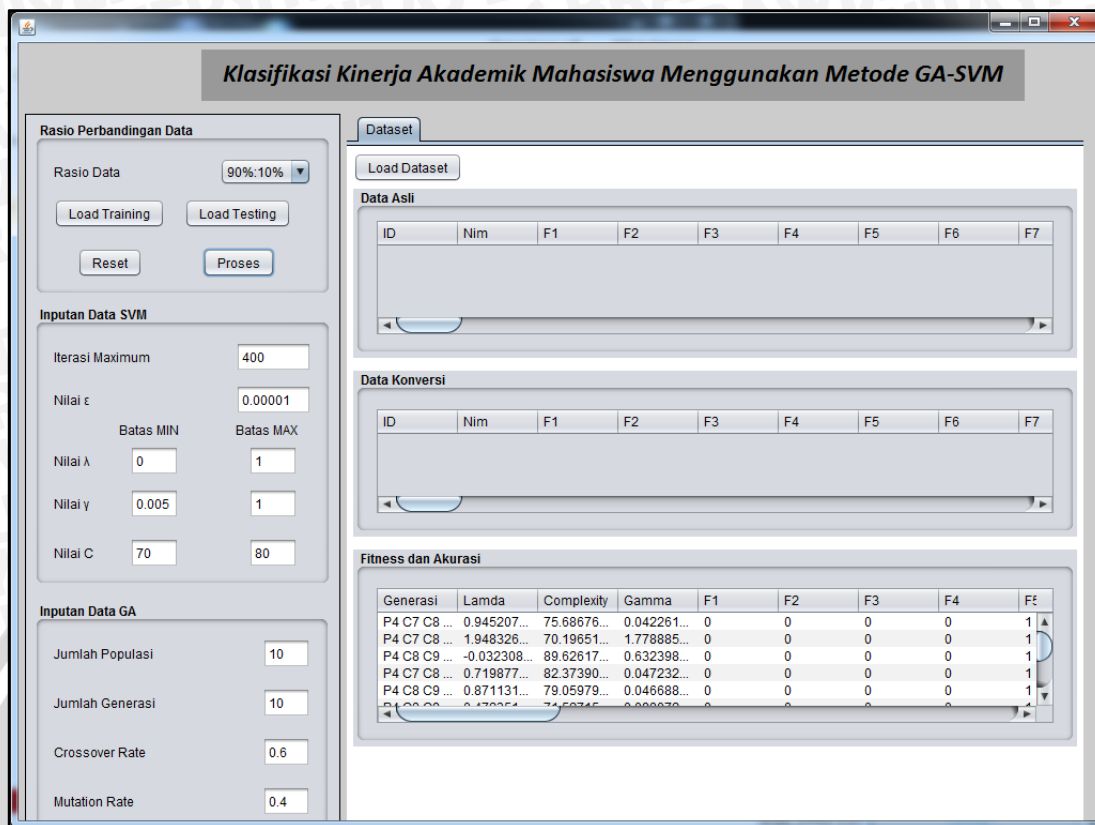 Klasifikasi Kinerja Akademik Mahasiswa Menggunakan Metode GA-SVM
Rasio Perbandingan Data
Rasio Data 90%:10%
Load Training Load Testing
Reset Proses
Inputan Data SVM
Iterasi Maximum 400
Nilai ε 0.00001
Batas MIN Batas MAX
Nilai λ 0 1
Nilai γ 0.005 1
Nilai C 70 80
Inputan Data GA
Jumlah Populasi 10
Jumlah Generasi 10
Crossover Rate 0.6
Mutation Rate 0.4
Dataset
Load Dataset
Data Asli
ID Nim F1 F2 F3 F4 F5 F6 F7
Data Konversi
ID Nim F1 F2 F3 F4 F5 F6 F7
Fitness dan Akurasi
Generasi Lamda Complexity Gamma F1 F2 F3 F4
P4 C7 C8 ... 0.945207... 75.68676... 0.042261... 0 0 0 0 1
P4 C7 C8 ... 1.948326... 70.19651... 1.778885... 0 0 0 0 1
P4 C8 C9 ... -0.032308... 89.62617... 0.632398... 0 0 0 0 1
P4 C7 C8 ... 0.719877... 82.37390... 0.047232... 0 0 0 0 1
P4 C8 C9 ... 0.871131... 79.05979... 0.046688... 0 0 0 0 1